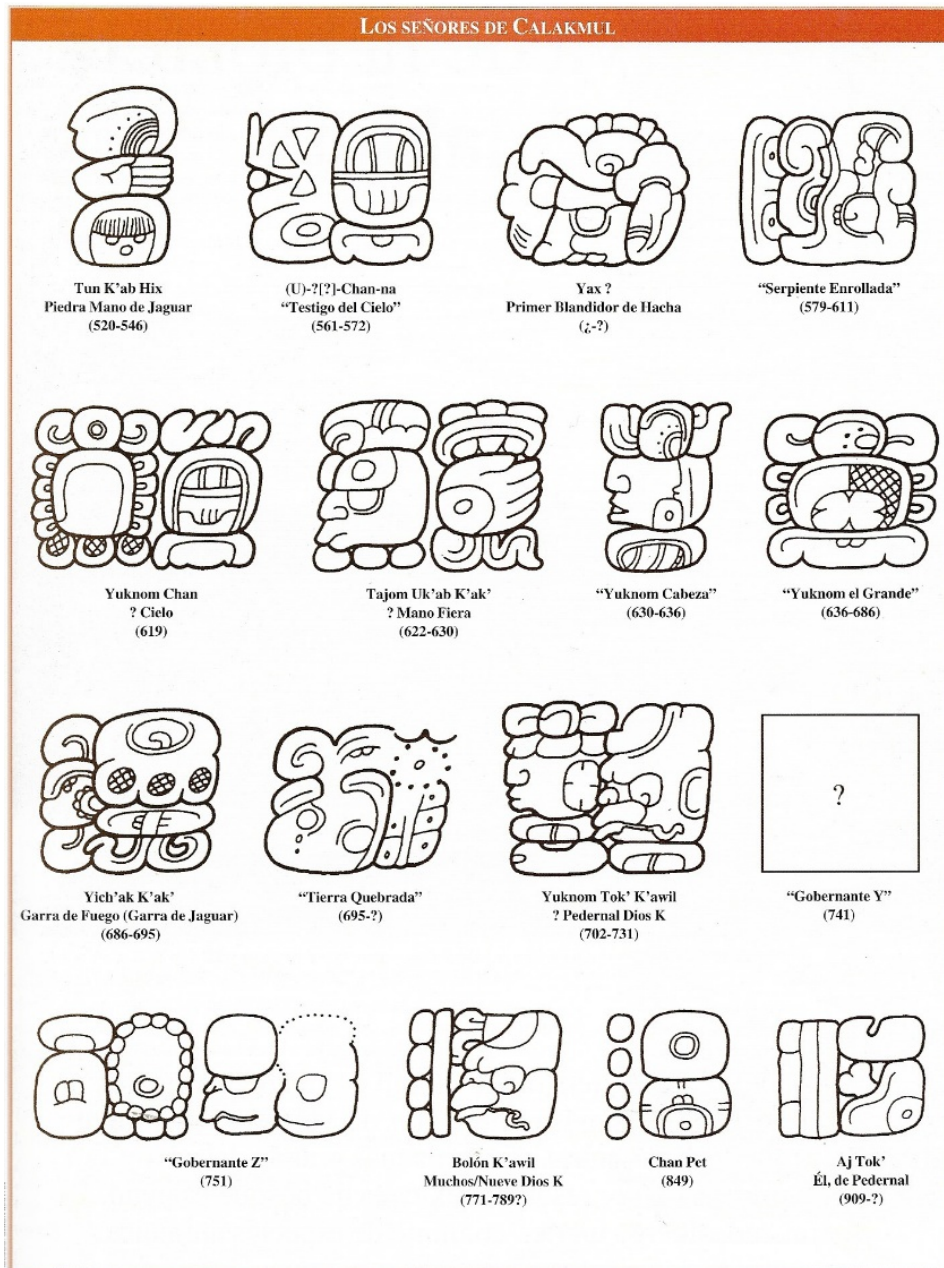 LOS SEÑORES DE CALAKMUL
Tun K'ab Hix
Piedra Mano de Jaguar
(520-546)
(U)-?[?]-Chan-na
“Testigo del Cielo”
(561-572)
Yax ?
Primer Blandidor de Hacha
(¿-?)
“Serpiente Enrollada”
(579-611)
Yuknom Chan
? Cielo
(619)
Tajom Uk'ab K'ak'
? Mano Fiera
(622-630)
“Yuknom Cabeza”
(630-636)
“Yuknom el Grande”
(636-686)
?
Yich'ak K'ak'
Garra de Fuego (Garra de Jaguar)
(686-695)
“Tierra Quebrada”
(695-?)
Yuknom Tok' K'awil
? Pedernal Dios K
(702-731)
“Gobernante Y”
(741)
“Gobernante Z”
(751)
Bolón K'awil
Muchos/Nueve Dios K
(771-789?)
Chan Pet
(849)
Aj Tok'
Él, de Pedernal
(909-?)